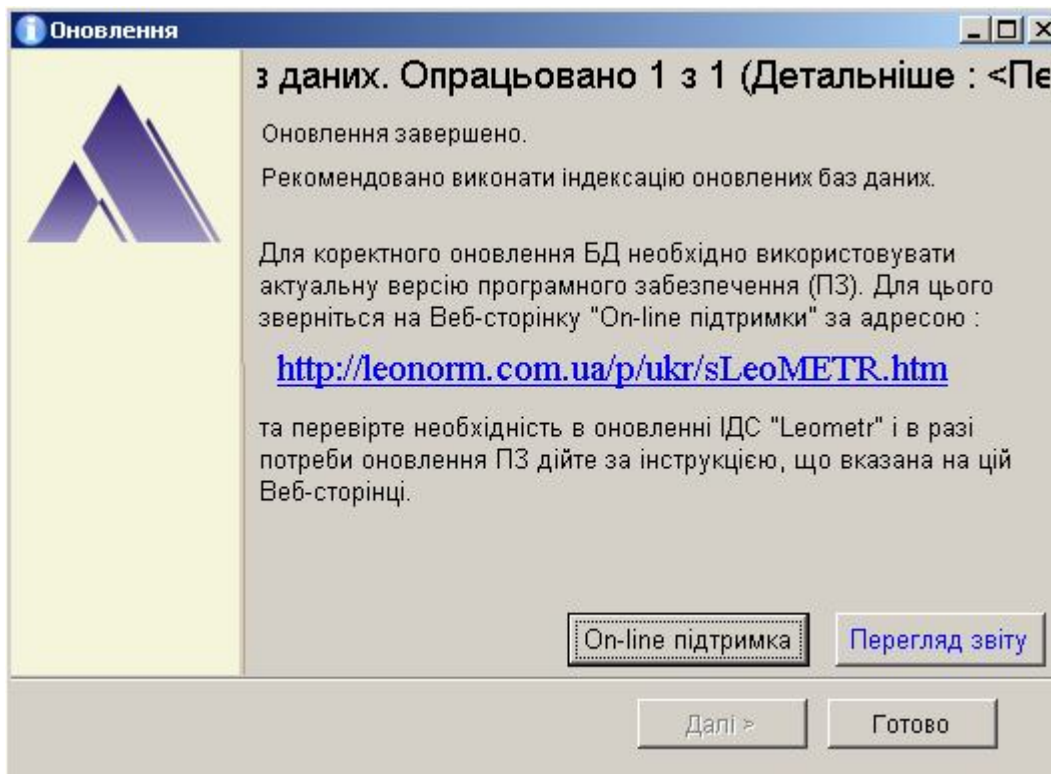 Оновлення
з даних. Опрацьовано 1 з 1 (Детальніше : <Пе
Оновлення завершено.
Рекомендовано виконати індексацію оновлених баз даних.
Для коректного оновлення БД необхідно використовувати
актуальну версію програмного забезпечення (ПЗ). Для цього
зверніться на Веб-сторінку "On-line підтримки" за адресою :
http://leonorm.com.ua/p/ukr/sLeoMETR.htm
та перевірте необхідність в оновленні ІДС "Leometr" і в разі
потреби оновлення ПЗ дійте за інструкцією, що вказана на цій
Веб-сторінці.
On-line підтримка
Перегляд звіту
Далі >
Готово